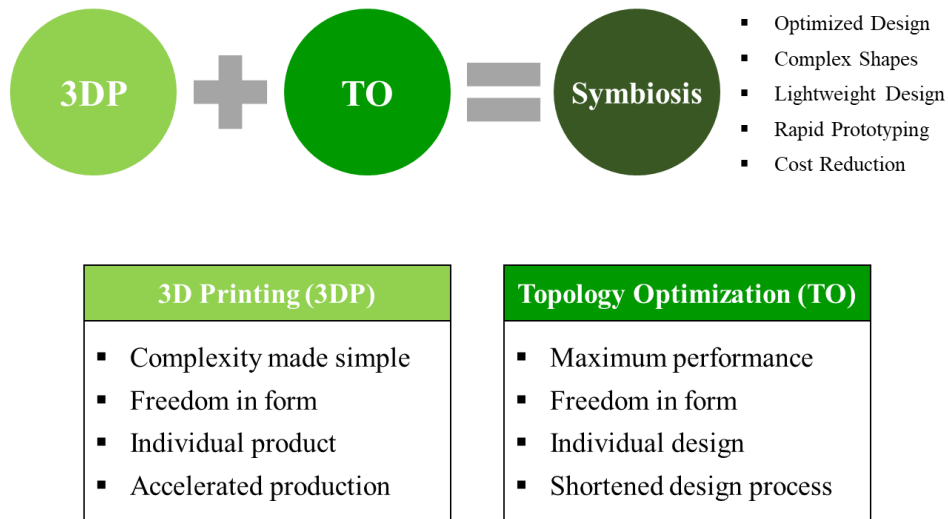 3DP
TO
Symbiosis
▪ Optimized Design
▪ Complex Shapes
▪ Lightweight Design
▪ Rapid Prototyping
▪ Cost Reduction
3D Printing (3DP)
▪ Complexity made simple
▪ Freedom in form
▪ Individual product
▪ Accelerated production
Topology Optimization (TO)
▪ Maximum performance
▪ Freedom in form
▪ Individual design
▪ Shortened design process